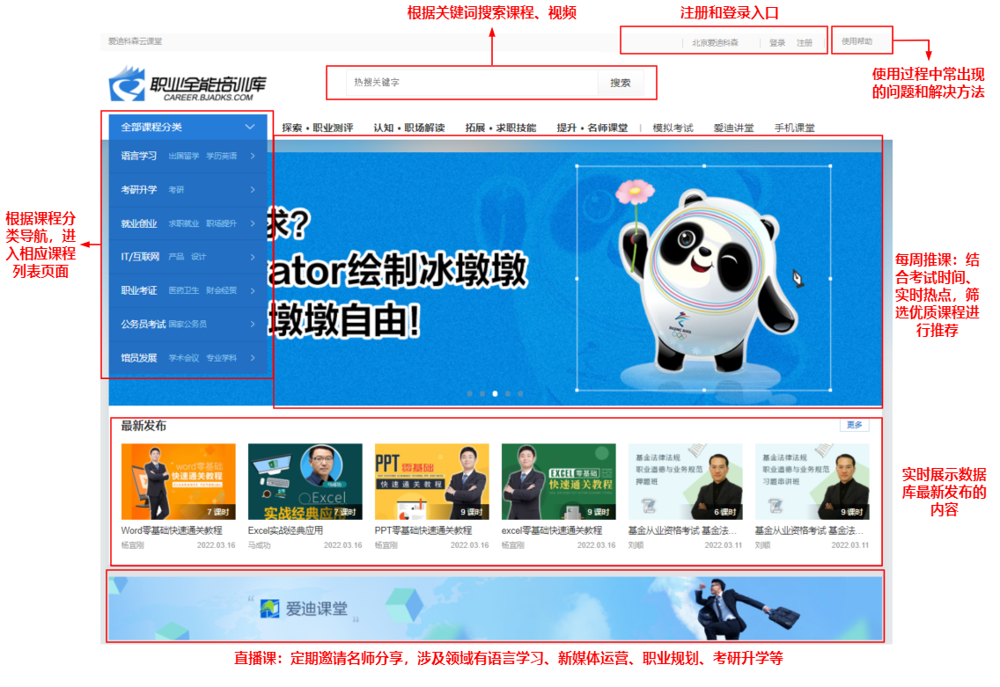 根据关键词搜索课程、视频
注册和登录入口
爱迪科森云课堂
北京爱迪科森
登录
注册
使用帮助
使用过程中常出现
的问题和解决方法
职业全能培训库
CAREER.BJADKS.COM
热搜关键字
搜索
全部课程分类
探索·职业测评
认知·职场解读
拓展·求职技能
提升·名师课堂
模拟考试
爱迪讲堂
手机课堂
语言学习 出国留学 学历英语
考研升学 考研
就业创业 求职就业 职场提升
IT/互联网 产品 设计
职业考证 医药卫生 财会经贸
公务员考试 国家公务员
馆员发展 学术会议 专业学科
根据课程分
类导航，进
入相应课程
列表页面
求?
ator绘制冰墩墩
墩墩自由!
BEIJING 2022
每周推课：结
合考试时间、
实时热点，筛
选优质课程进
行推荐
最新发布
更多
word零基础
快速通关教程
CLEARANCE TUTORIAL
7 课时
Word零基础快速通关教程
杨宜刚 2022.03.16
马成功
Excel
实战经典应用
7 课时
Excel实战经典应用
马成功 2022.03.16
PPT 零基础
快速通关教程
9 课时
PPT零基础快速通关教程
杨宜刚 2022.03.16
EXCEL 零基础
快速通关教程
9 课时
excel零基础快速通关教程
杨宜刚 2022.03.16
基金法律法规
职业道德与业务规范
押题班
6 课时
基金从业资格考试 基金法…
刘顺 2022.03.11
基金法律法规
职业道德与业务规范
习题串讲班
9 课时
基金从业资格考试 基金法…
刘顺 2022.03.11
实时展示数据
库最新发布的
内容
爱迪课堂
直播课：定期邀请名师分享，涉及领域有语言学习、新媒体运营、职业规划、考研升学等